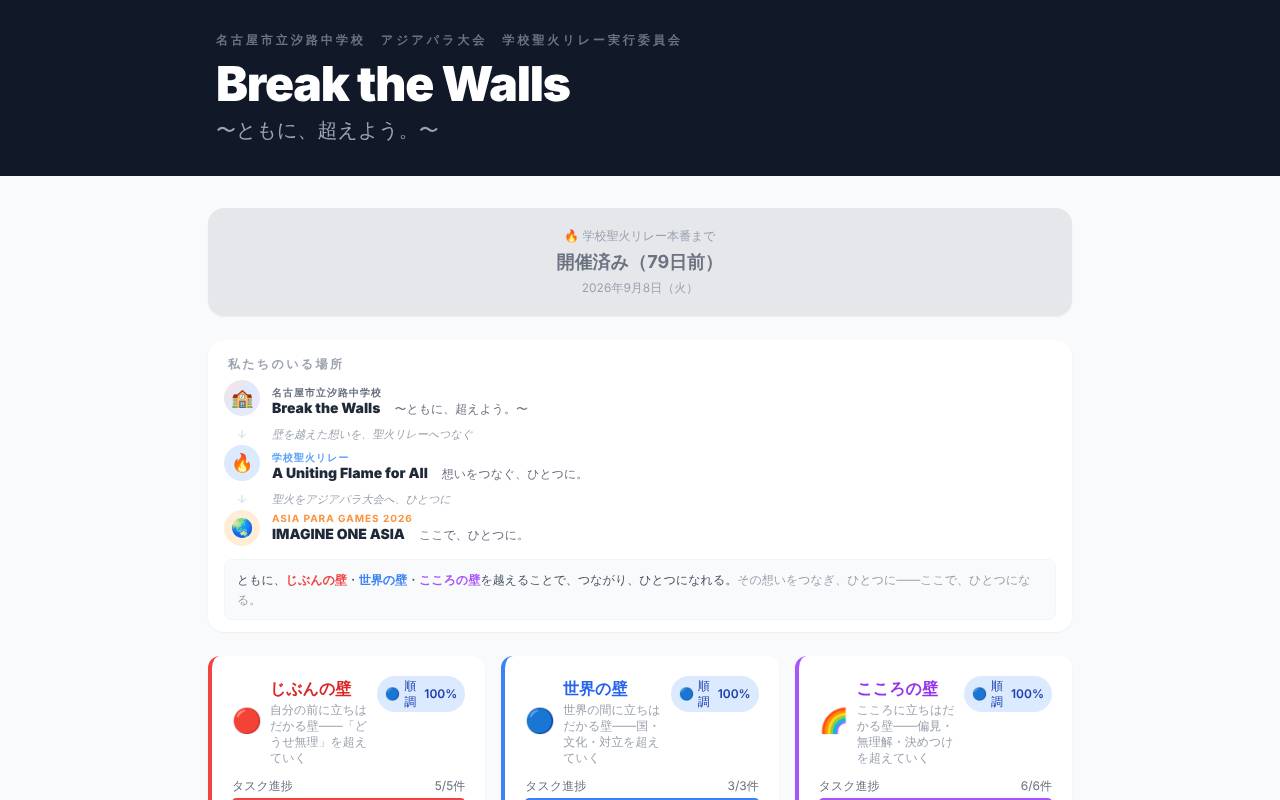 名古屋市立汐路中学校　アジアパラ大会　学校聖火リレー実行委員会
Break the Walls
〜ともに、超えよう。〜
🔥 学校聖火リレー本番まで
開催済み（79日前）
2026年9月8日（火）
私たちのいる場所
名古屋市立汐路中学校
Break the Walls 〜ともに、超えよう。〜
↓ 壁を越えた想いを、聖火リレーへつなぐ
学校聖火リレー
A Uniting Flame for All 想いをつなぐ、ひとつに。
↓ 聖火をアジアパラ大会へ、ひとつに
ASIA PARA GAMES 2026
IMAGINE ONE ASIA ここで、ひとつに。
ともに、じぶんの壁・世界の壁・こころの壁を越えることで、つながり、ひとつになれる。その想いをつなぎ、ひとつに——ここで、ひとつにな
る。
じぶんの壁
自分の前に立ちは
だかる壁——「ど
うせ無理」を超え
ていく
順
調
100%
タスク進捗 5/5件
世界の壁
世界の間に立ちは
だかる壁——国・
文化・対立を超え
ていく
順
調
100%
タスク進捗 3/3件
こころの壁
こころに立ちはだ
かる壁——偏見・
無理解・決めつけ
を超えていく
順
調
100%
タスク進捗 6/6件